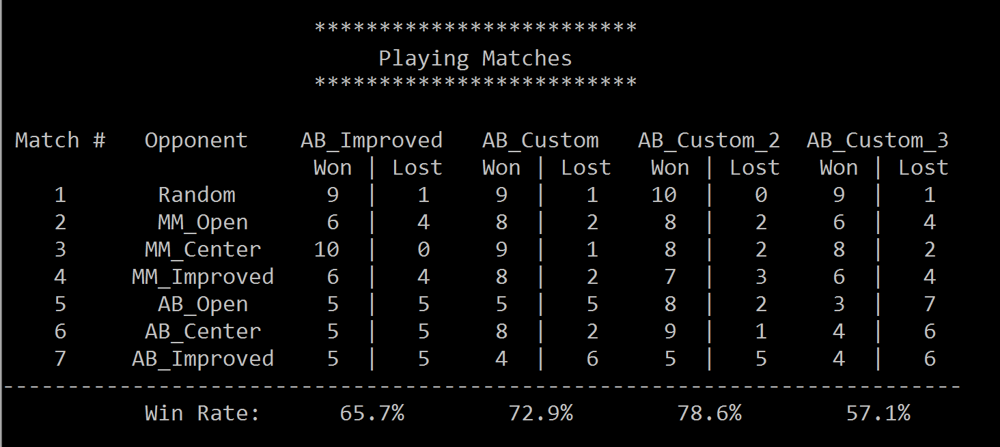 *************************
Playing Matches
*************************
Match # Opponent AB_Improved AB_Custom AB_Custom_2 AB_Custom_3
Won | Lost Won | Lost Won | Lost Won | Lost
1 Random 9 | 1 9 | 1 10 | 0 9 | 1
2 MM_Open 6 | 4 8 | 2 8 | 2 6 | 4
3 MM_Center 10 | 0 9 | 1 8 | 2 8 | 2
4 MM_Improved 6 | 4 8 | 2 7 | 3 6 | 4
5 AB_Open 5 | 5 5 | 5 8 | 2 3 | 7
6 AB_Center 5 | 5 8 | 2 9 | 1 4 | 6
7 AB_Improved 5 | 5 4 | 6 5 | 5 4 | 6
--------------------------------------------------------------------------
Win Rate: 65.7% 72.9% 78.6% 57.1%